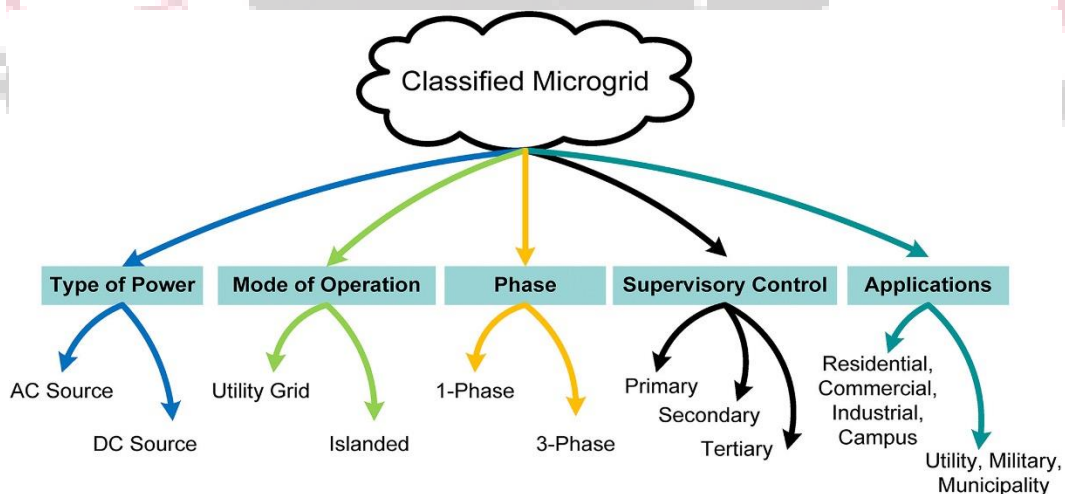 Classified Microgrid
Type of Power
Mode of Operation
Phase
Supervisory Control
Applications
AC Source
DC Source
Utility Grid
Islanded
1-Phase
3-Phase
Primary
Secondary
Tertiary
Residential,
Commercial,
Industrial,
Campus
Utility, Military,
Municipality